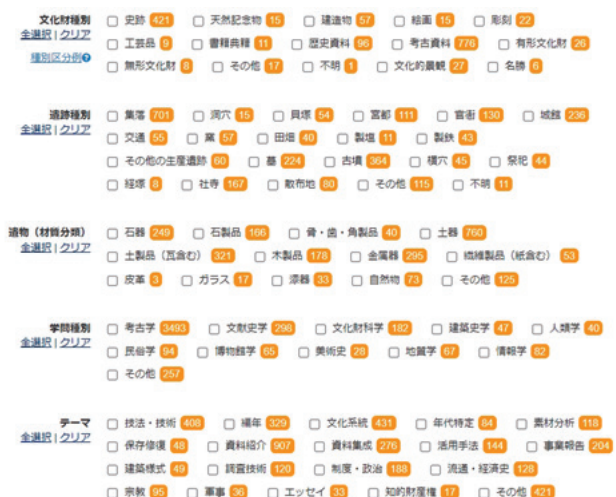 文化財種別 史跡 421 天然記念物 15 建造物 57 絵画 15 彫刻 22
全選択 | クリア 工芸品 9 書籍典籍 11 歴史資料 96 考古資料 776 有形文化財 26
種別区分例 無形文化財 8 その他 17 不明 1 文化的景観 27 名勝 6
遺跡種別 集落 701 洞穴 15 貝塚 54 宮都 111 官衙 130 城館 236
全選択 | クリア 交通 55 窯 57 田畑 40 製塩 11 製鉄 43
その他の生産遺跡 60 墓 224 古墳 364 横穴 45 祭祀 44
経塚 8 社寺 167 散布地 80 その他 115 不明 11
遺物（材質分類） 石器 249 石製品 166 骨・歯・角製品 40 土器 760
全選択 | クリア 土製品（瓦含む） 321 木製品 178 金属器 295 繊維製品（紙含む） 53
皮革 3 ガラス 17 漆器 33 自然物 73 その他 125
学問種別 考古学 3493 文献史学 298 文化財科学 182 建築史学 47 人類学 40
全選択 | クリア 民俗学 94 博物館学 65 美術史 28 地質学 67 情報学 82
その他 257
テーマ 技法・技術 408 編年 329 文化系統 431 年代特定 84 素材分析 118
全選択 | クリア 保存修復 48 資料紹介 907 資料集成 276 活用手法 144 事業報告 204
建築様式 49 調査技術 120 制度・政治 188 流通・経済史 128
宗教 95 軍事 36 エッセイ 33 知的財産権 17 その他 421